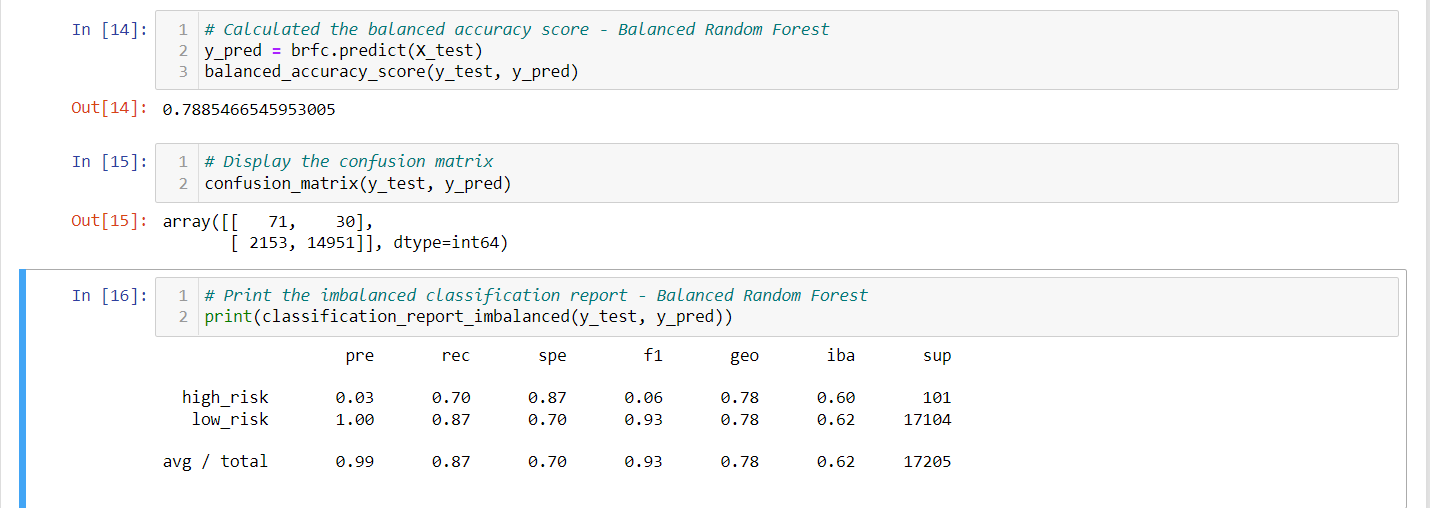 In [14]: 1 # Calculated the balanced accuracy score - Balanced Random Forest
2 y_pred = brfc.predict(X_test)
3 balanced_accuracy_score(y_test, y_pred)
Out[14]: 0.7885466545953005
In [15]: 1 # Display the confusion matrix
2 confusion_matrix(y_test, y_pred)
Out[15]: array([[   71,    30],
[ 2153, 14951]], dtype=int64)
In [16]: 1 # Print the imbalanced classification report - Balanced Random Forest
2 print(classification_report_imbalanced(y_test, y_pred))
pre rec spe f1 geo iba sup
high_risk 0.03 0.70 0.87 0.06 0.78 0.60 101
low_risk 1.00 0.87 0.70 0.93 0.78 0.62 17104
avg / total 0.99 0.87 0.70 0.93 0.78 0.62 17205